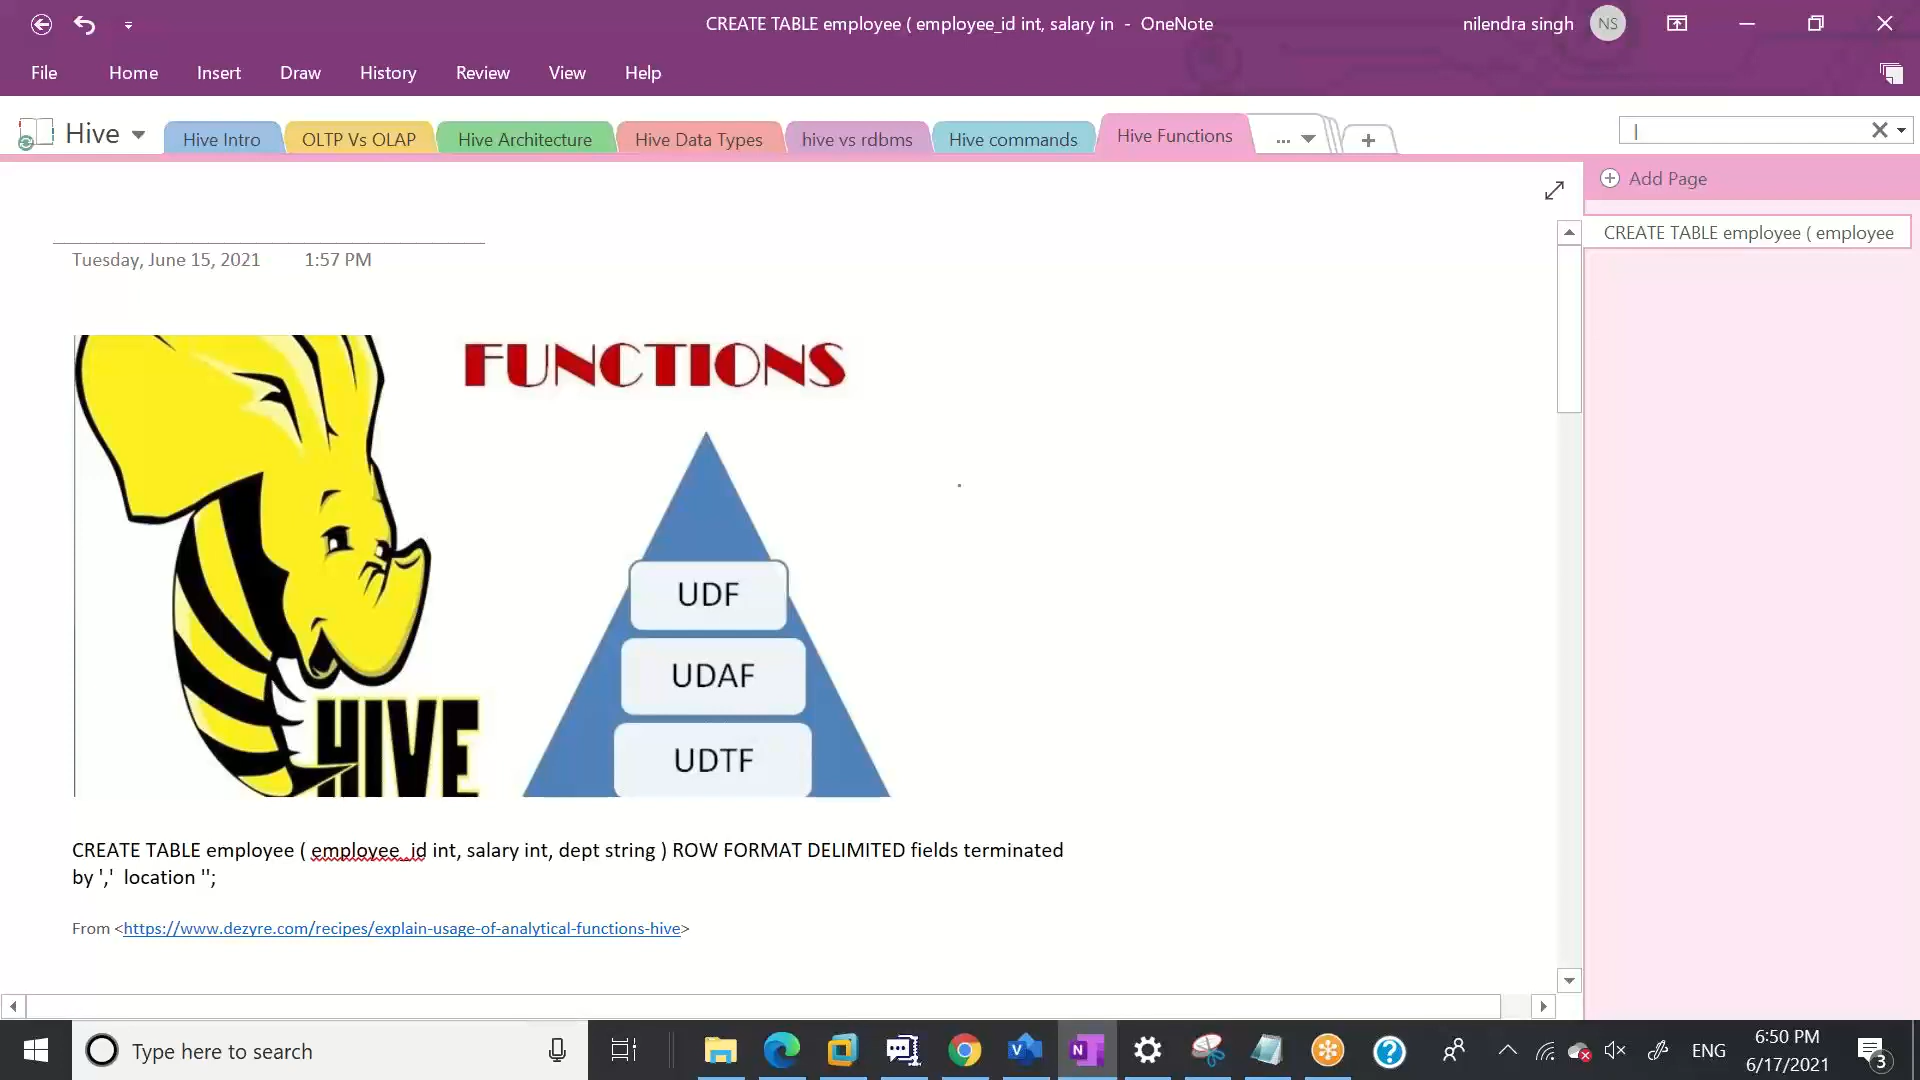 CREATE TABLE employee ( employee_id int, salary in - OneNote
nilendra singh
NS
File
Home
Insert
Draw
History
Review
View
Help
Hive
Hive Intro
OLTP Vs OLAP
Hive Architecture
Hive Data Types
hive vs rdbms
Hive commands
Hive Functions
...
Add Page
CREATE TABLE employee ( employee
Tuesday, June 15, 2021 1:57 PM
FUNCTIONS
UDF
UDAF
UDTF
HIVE
CREATE TABLE employee ( employee_id int, salary int, dept string ) ROW FORMAT DELIMITED fields terminated
by ',' location '';
From <https://www.dezyre.com/recipes/explain-usage-of-analytical-functions-hive>
Type here to search
ENG
6:50 PM
6/17/2021
3